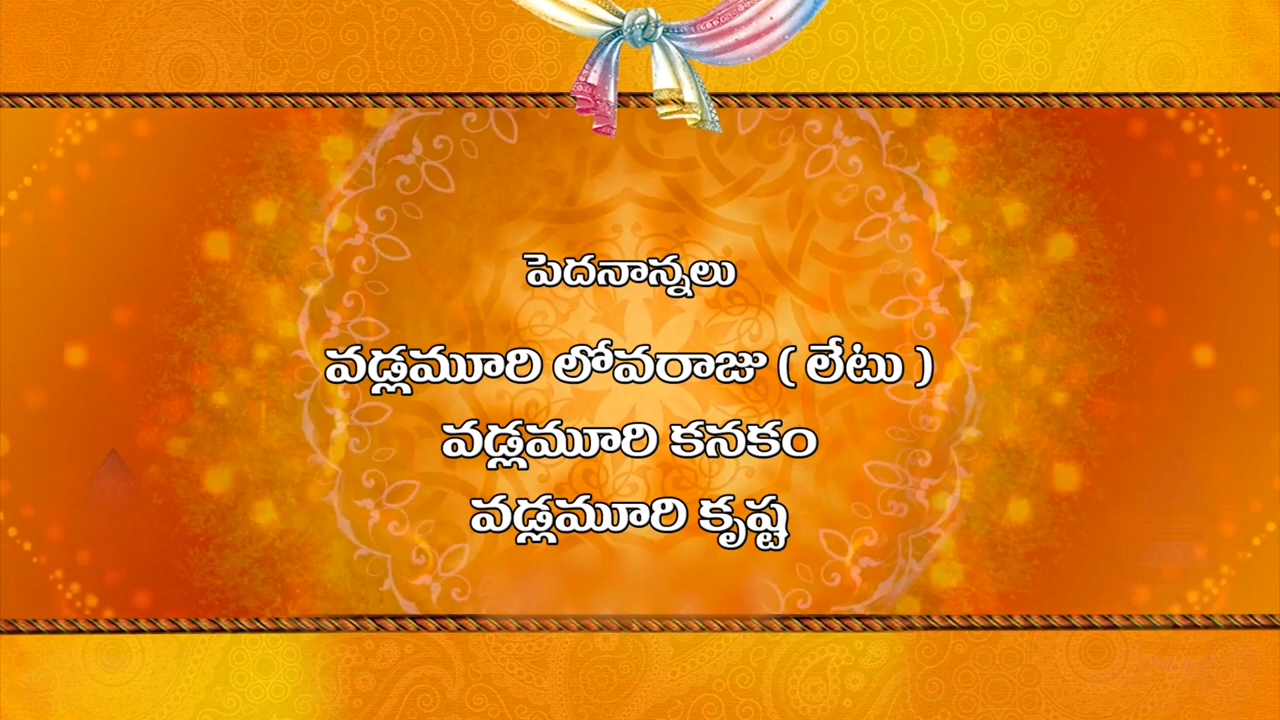 పెదనాన్నలు
వడ్లమూరి లోవరాజు ( లేటు )
వడ్లమూరి కనకం
వడ్లమూరి కృష్ట